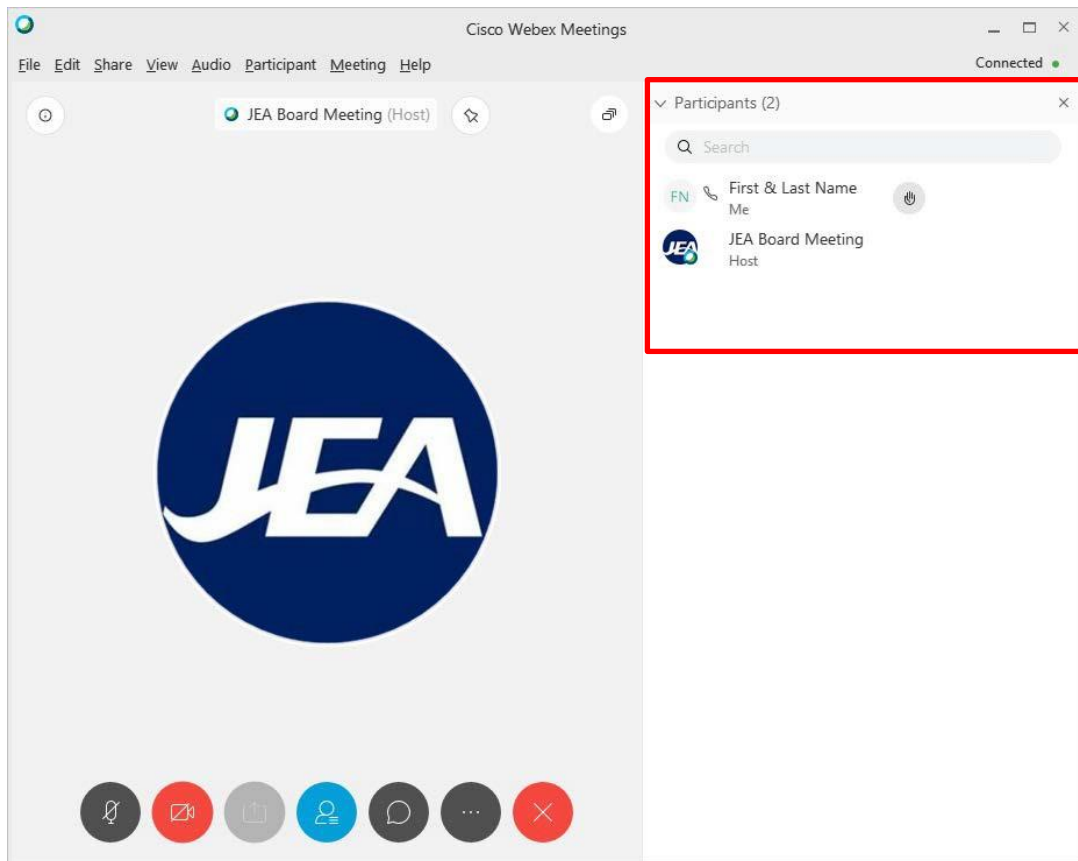 Cisco Webex Meetings
File Edit Share View Audio Participant Meeting Help
Connected
JEA Board Meeting (Host)
Participants (2)
Search
FN
First & Last Name
Me
JEA
JEA Board Meeting
Host
JEA